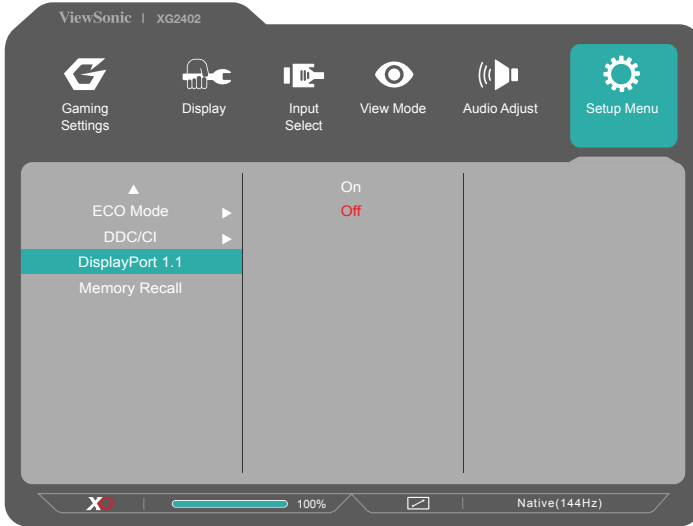 ViewSonic | XG2402
Gaming
Settings
Display
Input
Select
View Mode
Audio Adjust
Setup Menu
ECO Mode
DDC/CI
DisplayPort 1.1
Memory Recall
On
Off
XG
100%
Native(144Hz)